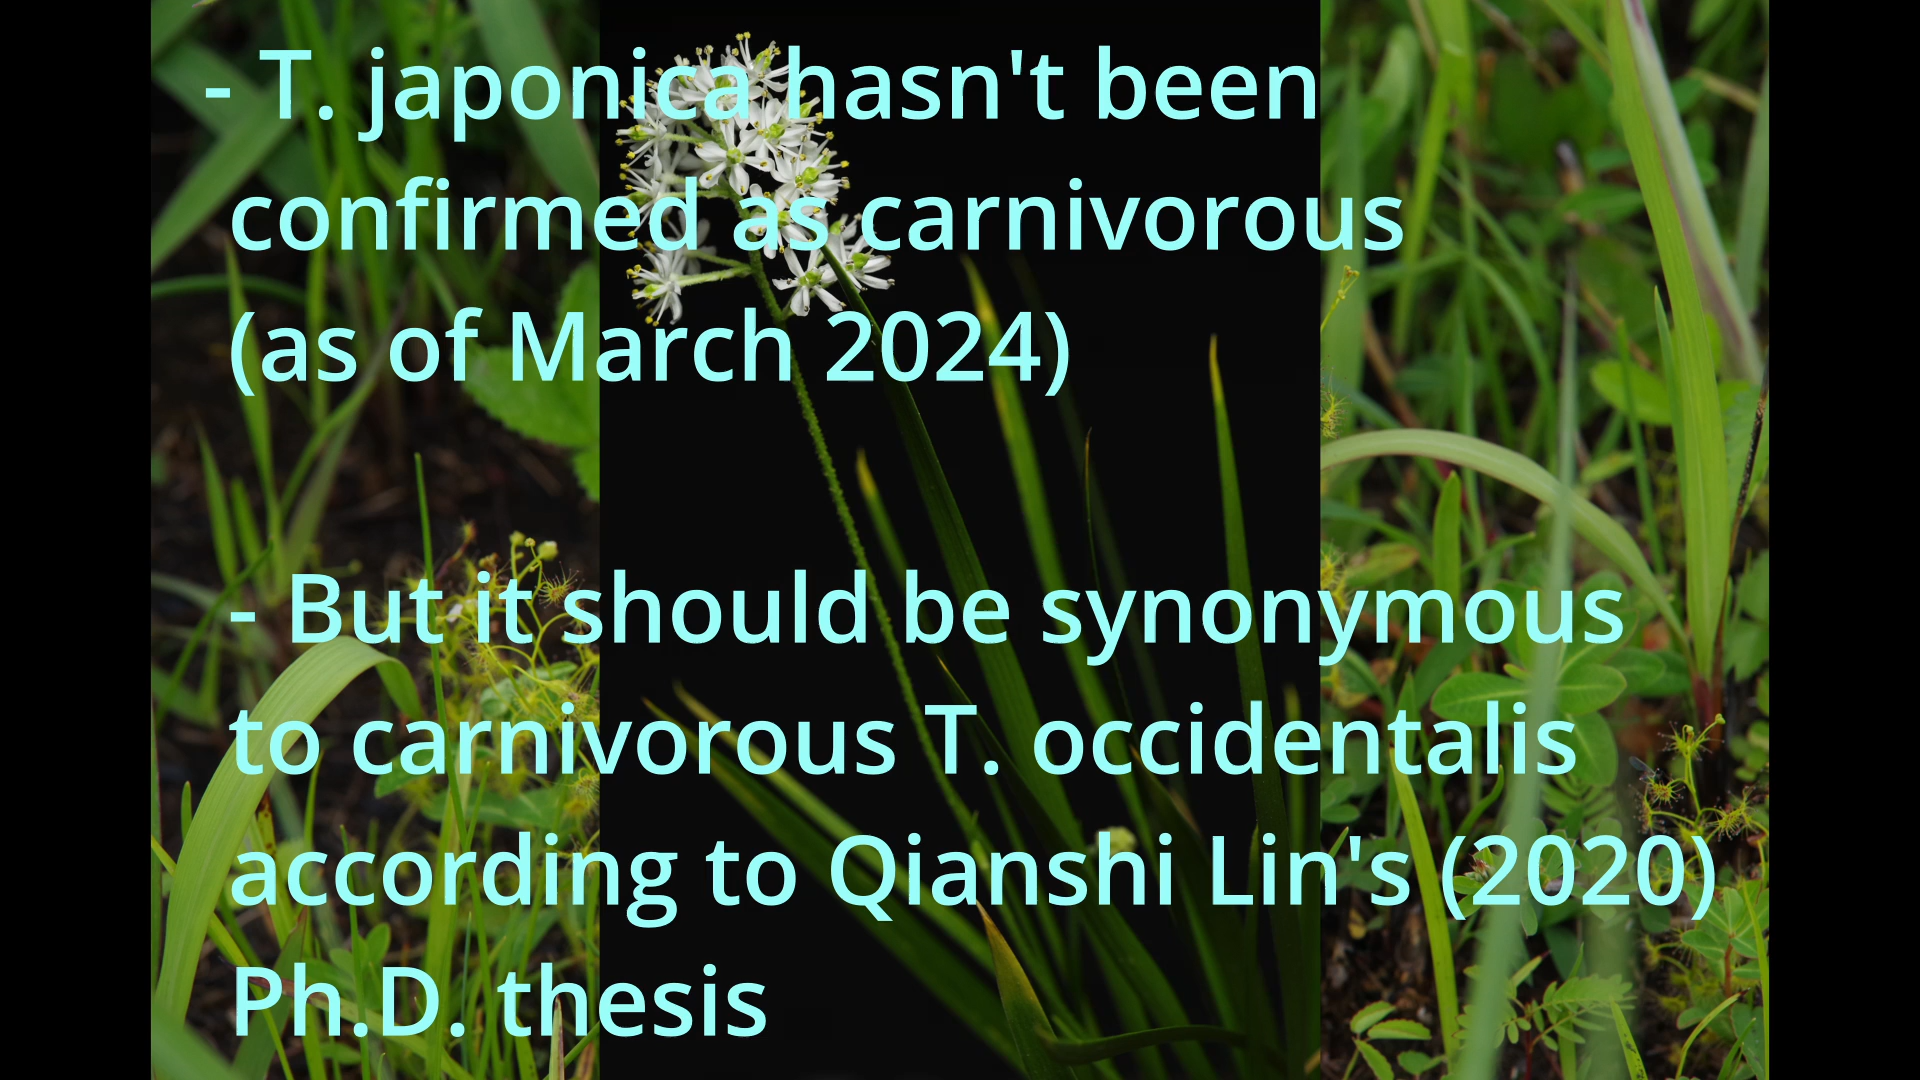 - T. japonica hasn't been
confirmed as carnivorous
(as of March 2024)
- But it should be synonymous
to carnivorous T. occidentalis
according to Qianshi Lin's (2020)
Ph.D. thesis